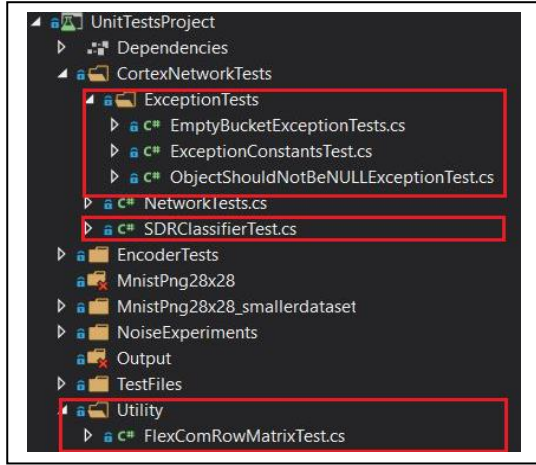 UnitTestsProject
Dependencies
CortexNetworkTests
ExceptionTests
C# EmptyBucketExceptionTests.cs
C# ExceptionConstantsTest.cs
C# ObjectShouldNotBeNULLExceptionTest.cs
C# NetworkTests.cs
C# SDRClassifierTest.cs
EncoderTests
MnistPng28x28
MnistPng28x28_smallerdataset
NoiseExperiments
Output
TestFiles
Utility
C# FlexComRowMatrixTest.cs